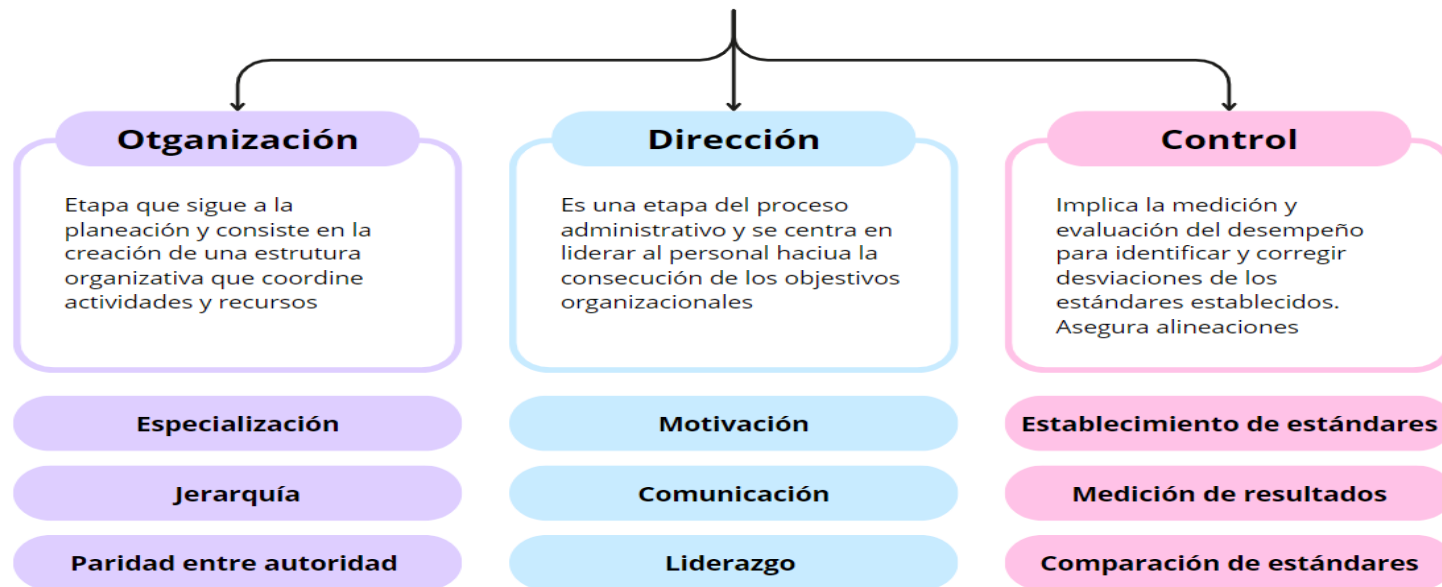 Otganización
Etapa que sigue a la
planeación y consiste en la
creación de una estrutura
organizativa que coordine
actividades y recursos
Especialización
Jerarquía
Paridad entre autoridad
Dirección
Es una etapa del proceso
administrativo y se centra en
liderar al personal haciua la
consecución de los objestivos
organizacionales
Motivación
Comunicación
Liderazgo
Control
Implica la medición y
evaluación del desempeño
para identificar y corregir
desviaciones de los
estándares establecidos.
Asegura alineaciones
Establecimiento de estándares
Medición de resultados
Comparación de estándares